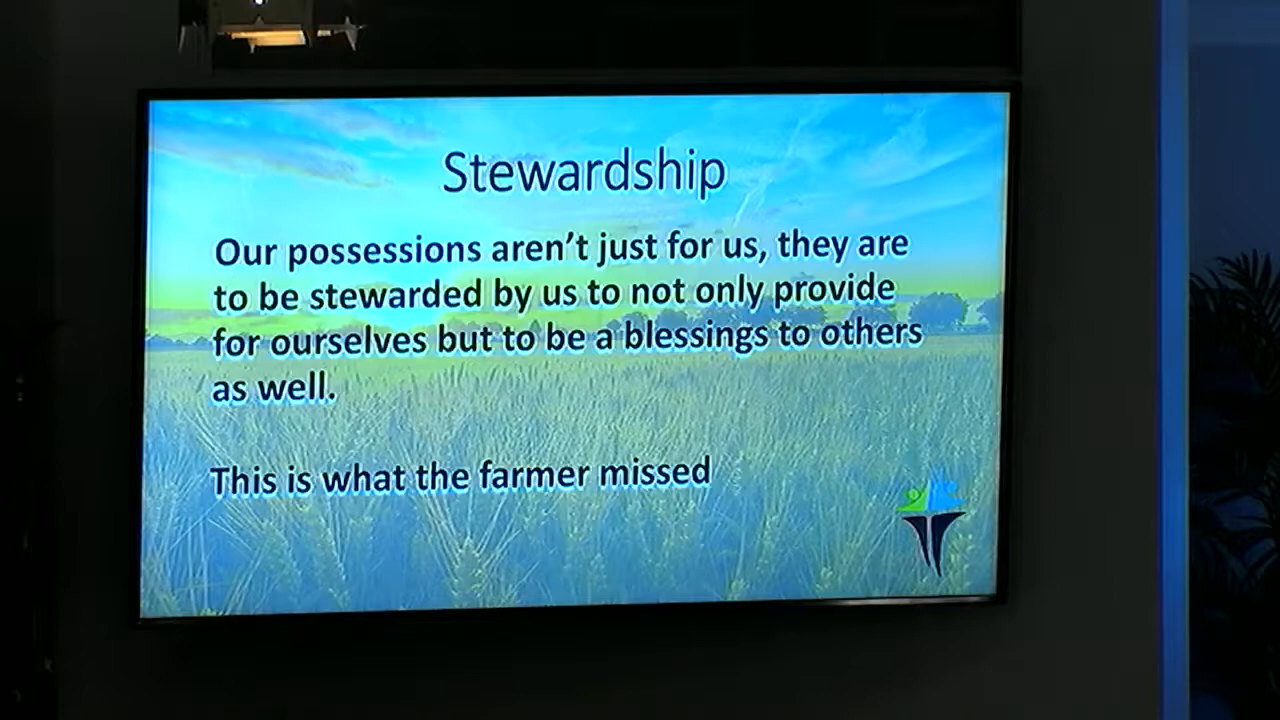 Stewardship
Our possessions aren’t just for us, they are
to be stewarded by us to not only provide
for ourselves but to be a blessings to others
as well.
This is what the farmer missed